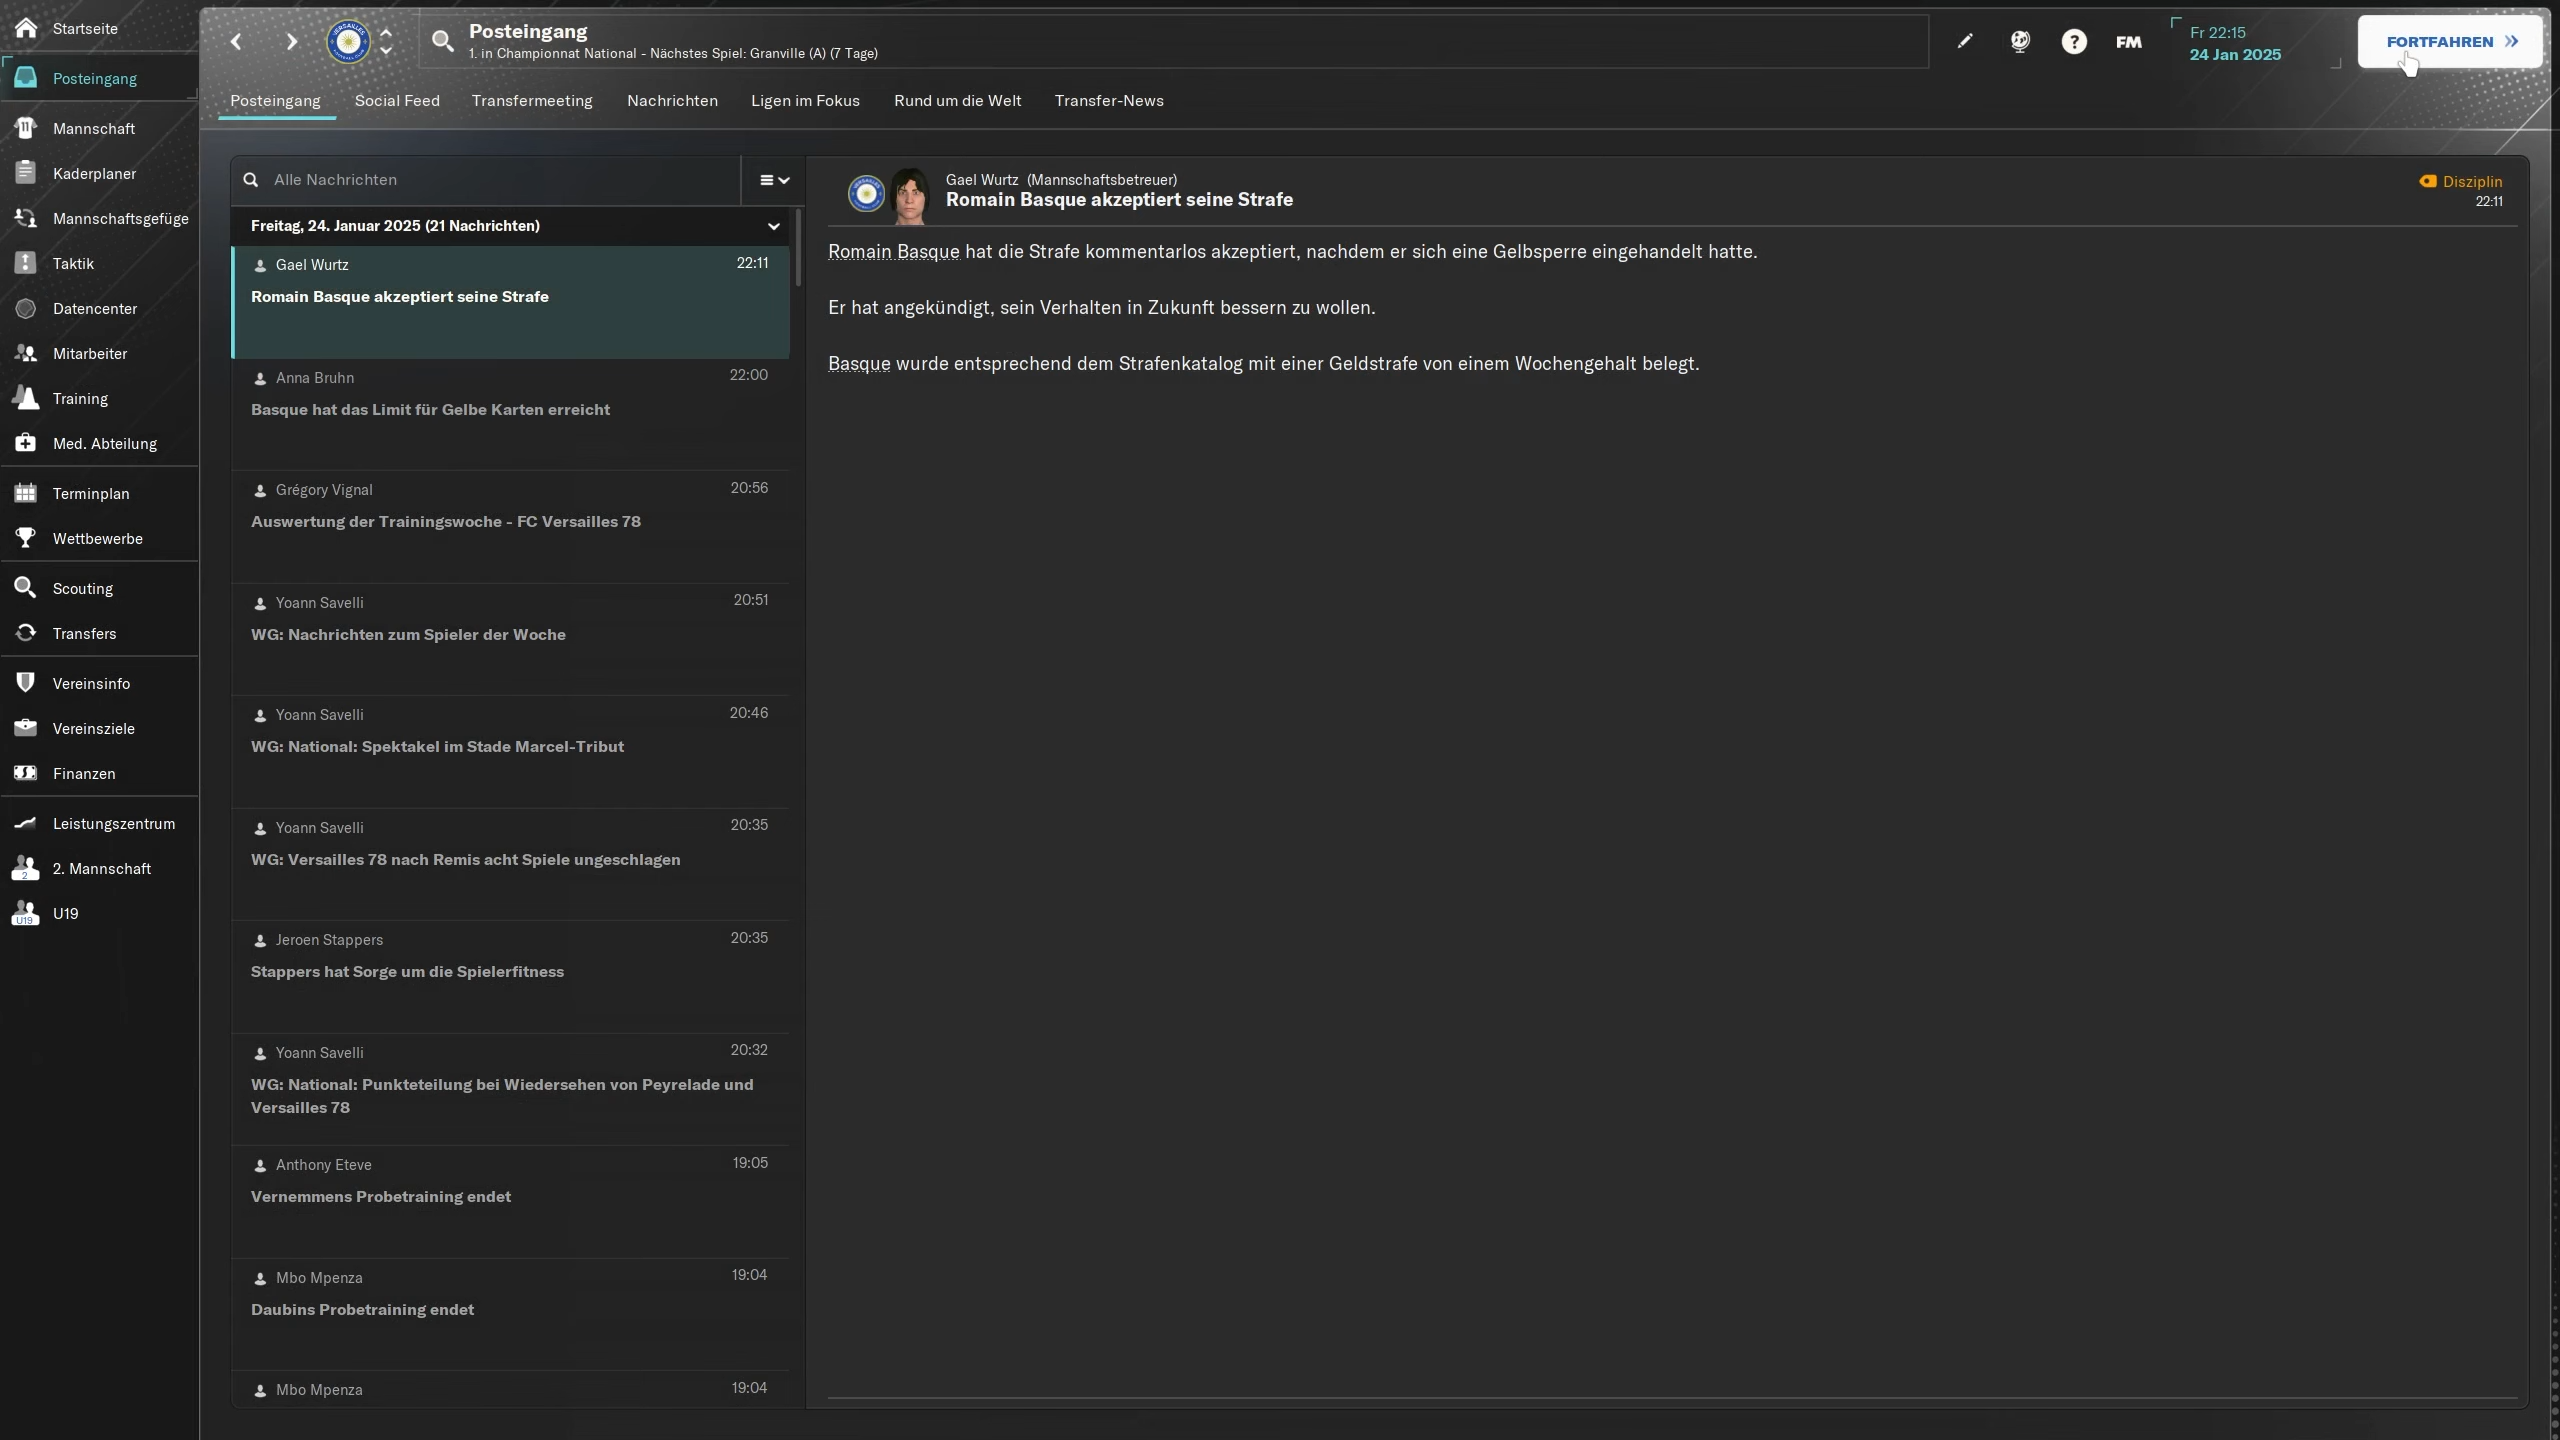 Startseite
Posteingang
Mannschaft
Kaderplaner
Mannschaftsgefüge
Taktik
Datencenter
Mitarbeiter
Training
Med. Abteilung
Terminplan
Wettbewerbe
Scouting
Transfers
Vereinsinfo
Vereinsziele
Finanzen
Leistungszentrum
2
2. Mannschaft
U19
U19
Posteingang
1. in Championnat National - Nächstes Spiel: Granville (A) (7 Tage)
?
FM
Fr 22:15
24 Jan 2025
FORTFAHREN
Posteingang
Social Feed
Transfermeeting
Nachrichten
Ligen im Fokus
Rund um die Welt
Transfer-News
Alle Nachrichten
Freitag, 24. Januar 2025 (21 Nachrichten)
Gael Wurtz 22:11
Romain Basque akzeptiert seine Strafe
Anna Bruhn 22:00
Basque hat das Limit für Gelbe Karten erreicht
Grégory Vignal 20:56
Auswertung der Trainingswoche - FC Versailles 78
Yoann Savelli 20:51
WG: Nachrichten zum Spieler der Woche
Yoann Savelli 20:46
WG: National: Spektakel im Stade Marcel-Tribut
Yoann Savelli 20:35
WG: Versailles 78 nach Remis acht Spiele ungeschlagen
Jeroen Stappers 20:35
Stappers hat Sorge um die Spielerfitness
Yoann Savelli 20:32
WG: National: Punkteteilung bei Wiedersehen von Peyrelade und
Versailles 78
Anthony Eteve 19:05
Vernemmens Probetraining endet
Mbo Mpenza 19:04
Daubins Probetraining endet
Mbo Mpenza 19:04
Gael Wurtz (Mannschaftsbetreuer)
Romain Basque akzeptiert seine Strafe
Disziplin
22:11
Romain Basque hat die Strafe kommentarlos akzeptiert, nachdem er sich eine Gelbsperre eingehandelt hatte.
Er hat angekündigt, sein Verhalten in Zukunft bessern zu wollen.
Basque wurde entsprechend dem Strafenkatalog mit einer Geldstrafe von einem Wochengehalt belegt.